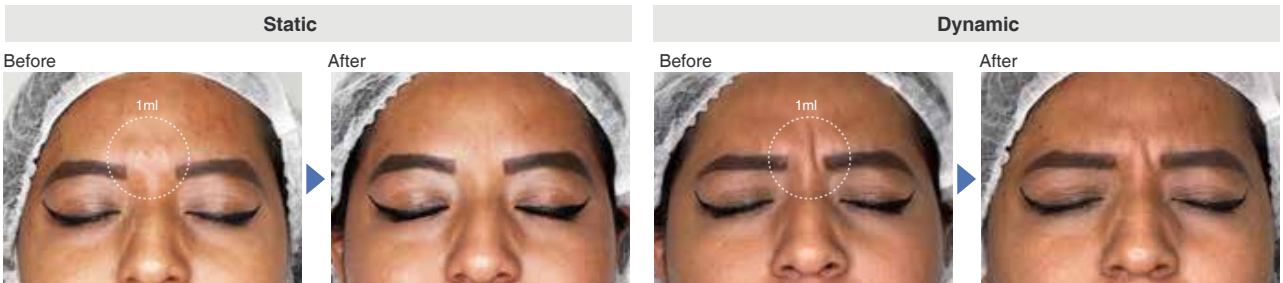 Static
Dynamic
Before
After
Before
After
1ml
1ml